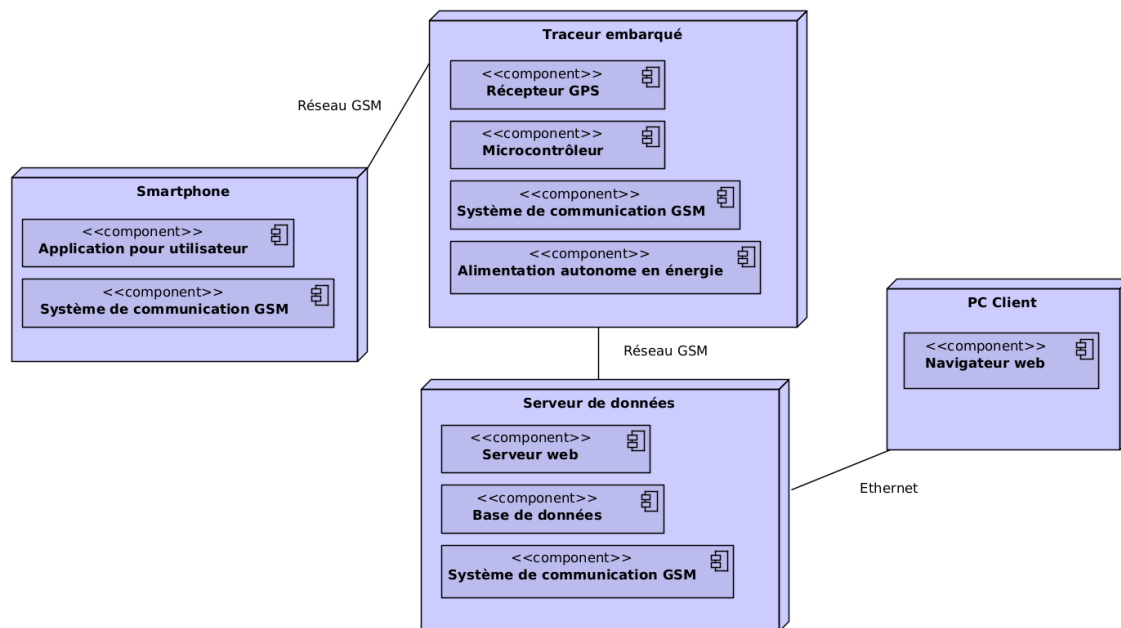 Traceur embarqué
<<component>>
Récepteur GPS
<<component>>
Microcontrôleur
<<component>>
Système de communication GSM
<<component>>
Alimentation autonome en énergie
Réseau GSM
Smartphone
<<component>>
Application pour utilisateur
<<component>>
Système de communication GSM
Réseau GSM
PC Client
<<component>>
Navigateur web
Serveur de données
<<component>>
Serveur web
<<component>>
Base de données
<<component>>
Système de communication GSM
Ethernet